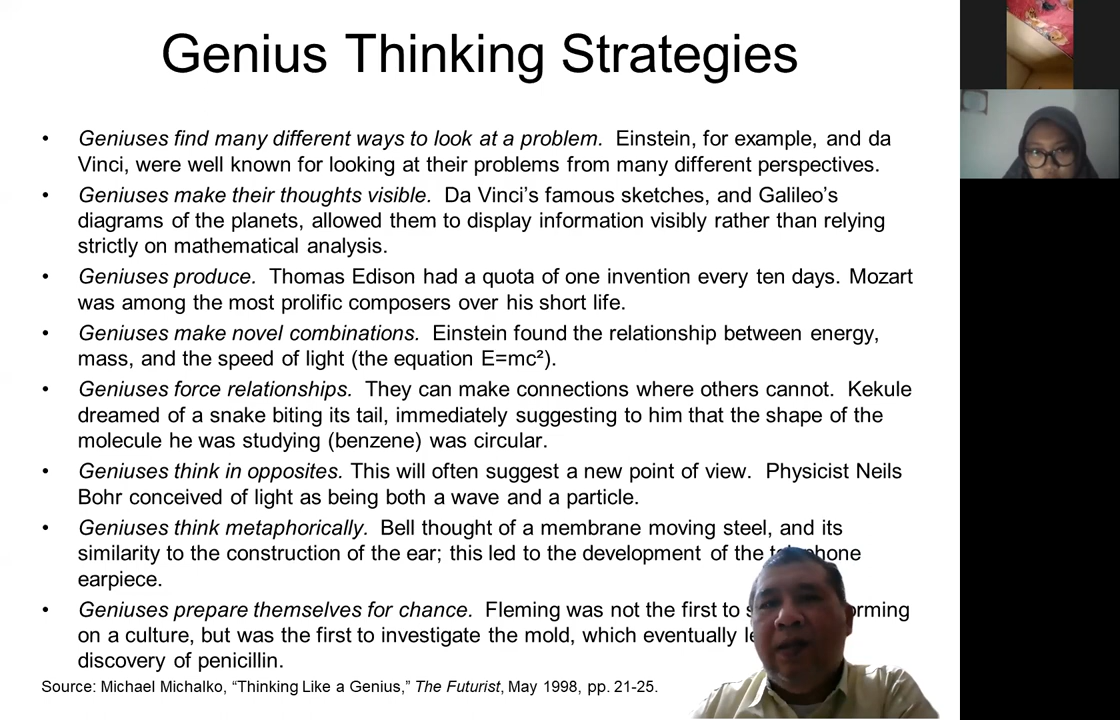 Genius Thinking Strategies
• Geniuses find many different ways to look at a problem. Einstein, for example, and da
Vinci, were well known for looking at their problems from many different perspectives.
• Geniuses make their thoughts visible. Da Vinci’s famous sketches, and Galileo’s
diagrams of the planets, allowed them to display information visibly rather than relying
strictly on mathematical analysis.
• Geniuses produce. Thomas Edison had a quota of one invention every ten days. Mozart
was among the most prolific composers over his short life.
• Geniuses make novel combinations. Einstein found the relationship between energy,
mass, and the speed of light (the equation E=mc²).
• Geniuses force relationships. They can make connections where others cannot. Kekule
dreamed of a snake biting its tail, immediately suggesting to him that the shape of the
molecule he was studying (benzene) was circular.
• Geniuses think in opposites. This will often suggest a new point of view. Physicist Neils
Bohr conceived of light as being both a wave and a particle.
• Geniuses think metaphorically. Bell thought of a membrane moving steel, and its
similarity to the construction of the ear; this led to the development of the
earpiece.
• Geniuses prepare themselves for chance. Fleming was not the first to
on a culture, but was the first to investigate the mold, which eventually
discovery of penicillin.
Source: Michael Michalko, “Thinking Like a Genius,” The Futurist, May 1998, pp. 21-25.